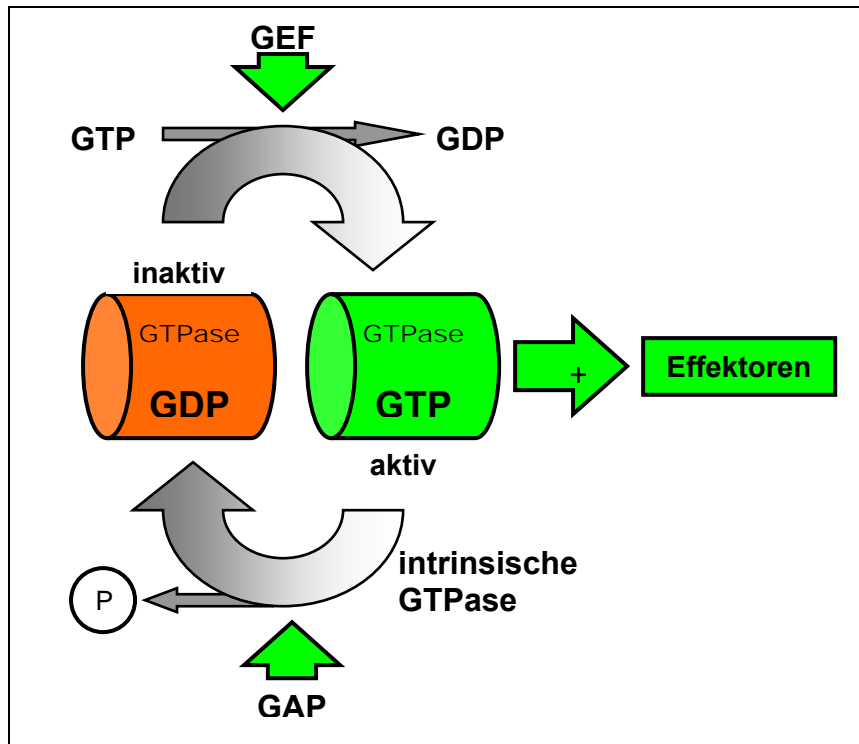 GEF
GTP
GDP
inaktiv
GTPase
GDP
GTPase
GTP
+
Effektoren
aktiv
intrinsische
GTPase
P
GAP